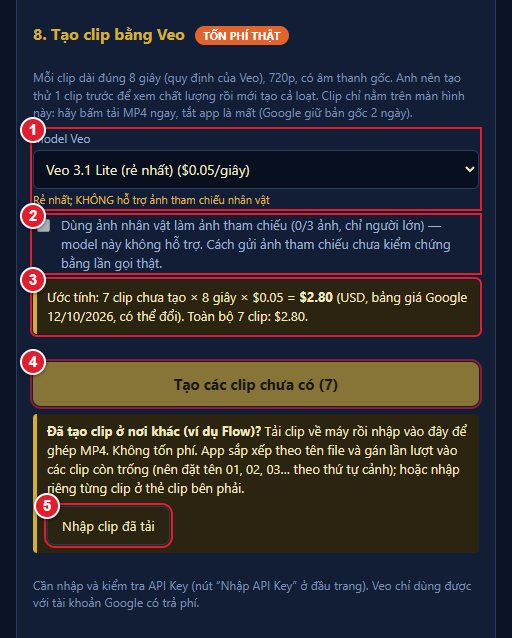 8. Tạo clip bằng Veo TỐN PHÍ THẬT
Mỗi clip dài đúng 8 giây (quy định của Veo), 720p, có âm thanh gốc. Anh nên tạo
thử 1 clip trước để xem chất lượng rồi mới tạo cả loạt. Clip chỉ nằm trên màn hình
này: hãy bấm tải MP4 ngay, tắt app là mất (Google giữ bản gốc 2 ngày).
1
Model Veo
Veo 3.1 Lite (rẻ nhất) ($0.05/giây)
Rẻ nhất; KHÔNG hỗ trợ ảnh tham chiếu nhân vật
2
Dùng ảnh nhân vật làm ảnh tham chiếu (0/3 ảnh, chỉ người lớn) —
model này không hỗ trợ. Cách gửi ảnh tham chiếu chưa kiểm chứng
bằng lần gọi thật.
3
Ước tính: 7 clip chưa tạo × 8 giây × $0.05 = $2.80 (USD, bảng giá Google
12/10/2026, có thể đổi). Toàn bộ 7 clip: $2.80.
4
Tạo các clip chưa có (7)
Đã tạo clip ở nơi khác (ví dụ Flow)? Tải clip về máy rồi nhập vào đây để
ghép MP4. Không tốn phí. App sắp xếp theo tên file và gán lần lượt vào
các clip còn trống (nên đặt tên 01, 02, 03... theo thứ tự cảnh); hoặc nhập
riêng từng clip ở thẻ clip bên phải.
5
Nhập clip đã tải
Cần nhập và kiểm tra API Key (nút “Nhập API Key” ở đầu trang). Veo chỉ dùng được
với tài khoản Google có trả phí.